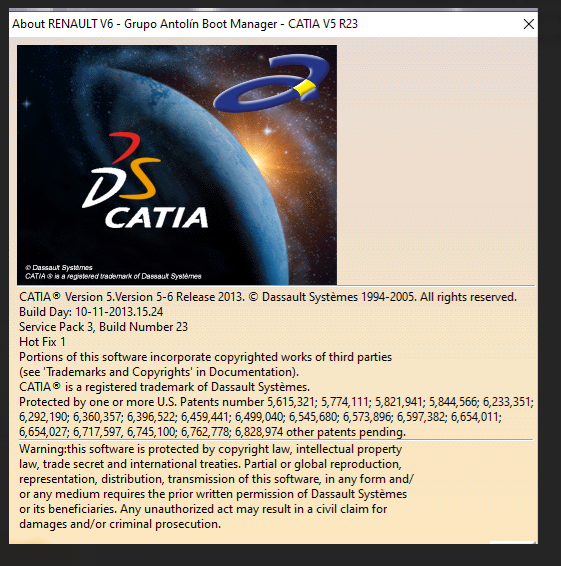 About RENAULT V6 - Grupo Antolín Boot Manager - CATIA V5 R23
DS
CATIA
© Dassault Systèmes
CATIA ® is a registered trademark of Dassault Systèmes
CATIA® Version 5.Version 5-6 Release 2013. © Dassault Systèmes 1994-2005. All rights reserved.
Build Day: 10-11-2013.15.24
Service Pack 3, Build Number 23
Hot Fix 1
Portions of this software incorporate copyrighted works of third parties
(see 'Trademarks and Copyrights' in Documentation).
CATIA® is a registered trademark of Dassault Systèmes.
Protected by one or more U.S. Patents number 5,615,321; 5,774,111; 5,821,941; 5,844,566; 6,233,351;
6,292,190; 6,360,357; 6,396,522; 6,459,441; 6,499,040; 6,545,680; 6,573,896; 6,597,382; 6,654,011;
6,654,027; 6,717,597, 6,745,100; 6,762,778; 6,828,974 other patents pending.
Warning:this software is protected by copyright law, intellectual property
law, trade secret and international treaties. Partial or global reproduction,
representation, distribution, transmission of this software, in any form and/
or any medium requires the prior written permission of Dassault Systèmes
or its beneficiaries. Any unauthorized act may result in a civil claim for
damages and/or criminal prosecution.